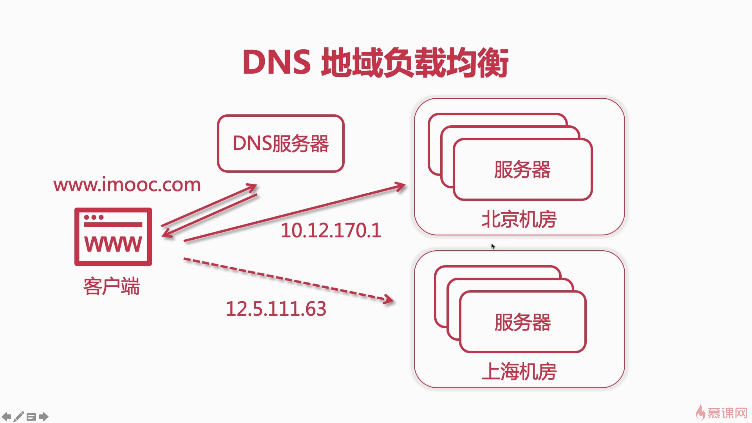 DNS 地域负载均衡
DNS服务器
www.imooc.com
WWW
客户端
10.12.170.1
服务器
北京机房
12.5.111.63
服务器
上海机房
慕课网